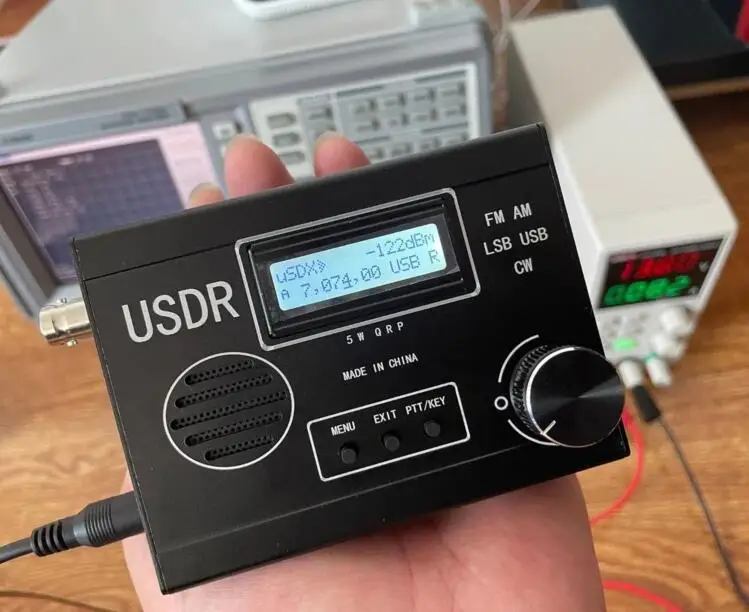 USDR
uSDX» -122dBm
A 7,074,00 USB R
FM AM
LSB USB
CW
5W QRP
MADE IN CHINA
MENU EXIT PTT/KEY